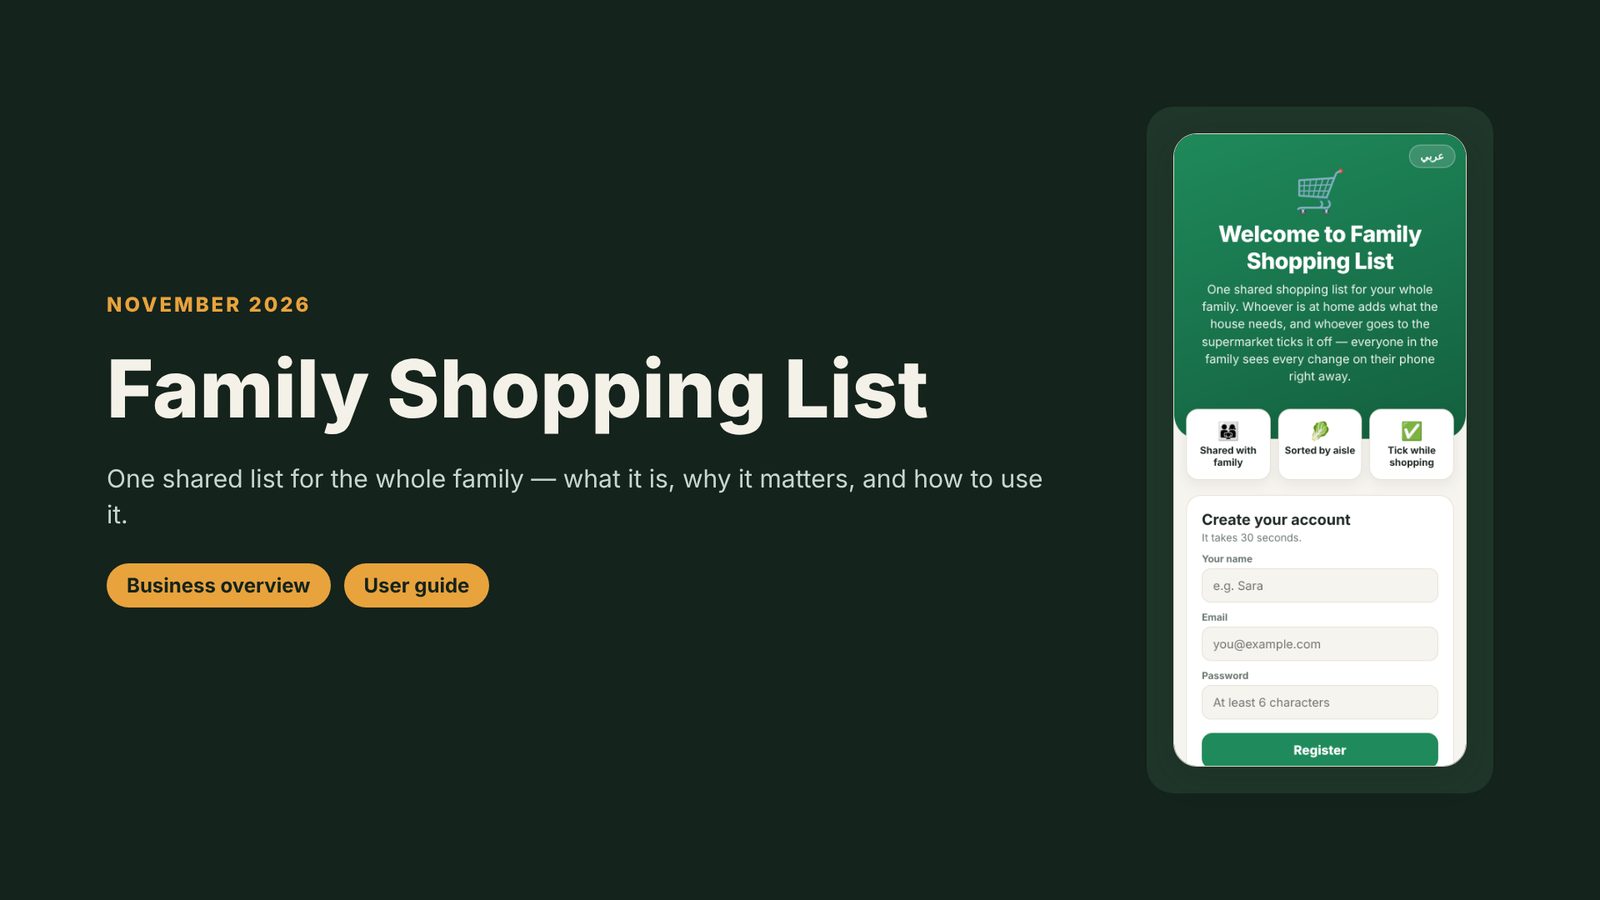 NOVEMBER 2026
Family Shopping List
One shared list for the whole family — what it is, why it matters, and how to use
it.
Business overview
User guide
عربي
Welcome to Family
Shopping List
One shared shopping list for your whole
family. Whoever is at home adds what the
house needs, and whoever goes to the
supermarket ticks it off — everyone in the
family sees every change on their phone
right away.
Shared with
family
Sorted by aisle
Tick while
shopping
Create your account
It takes 30 seconds.
Your name
e.g. Sara
Email
you@example.com
Password
At least 6 characters
Register